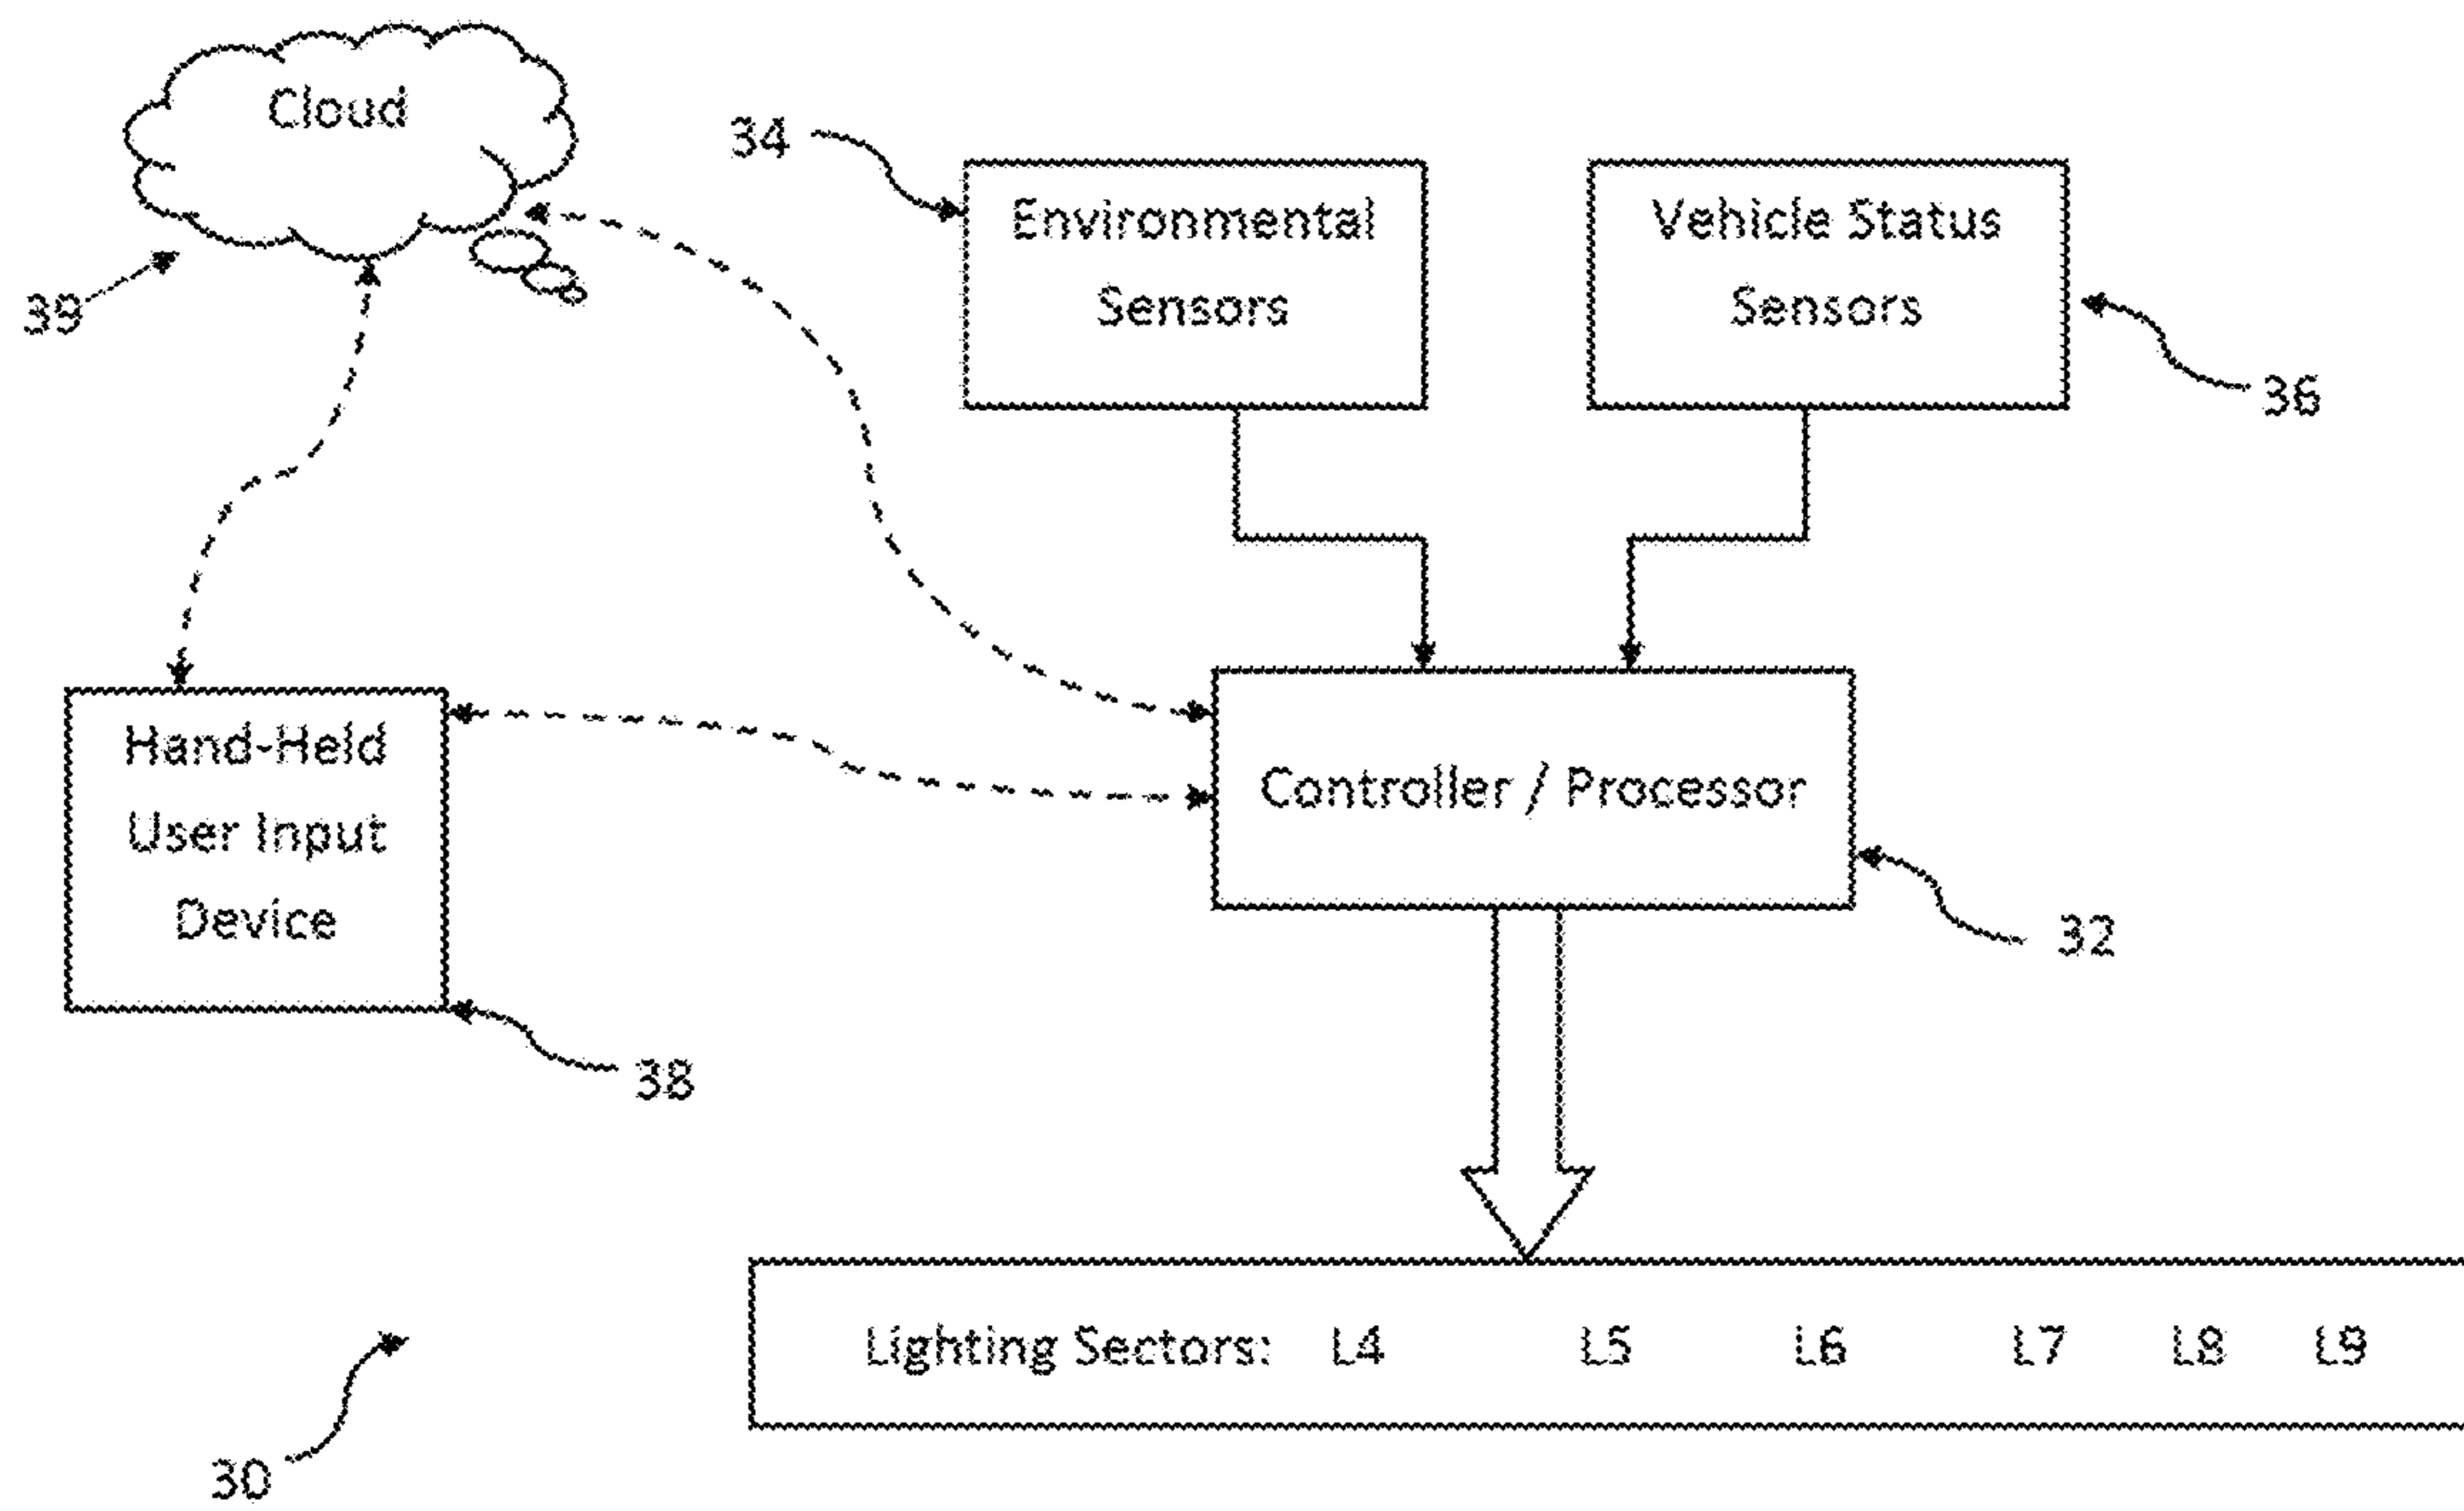 Cloud
34
Environmental
Sensors
Vehicle Status
Sensors
39
36
Hand-Held
User Input
Device
Controller / Processor
32
38
Lighting Sectors: L4 L5 L6 L7 L8 L9
30